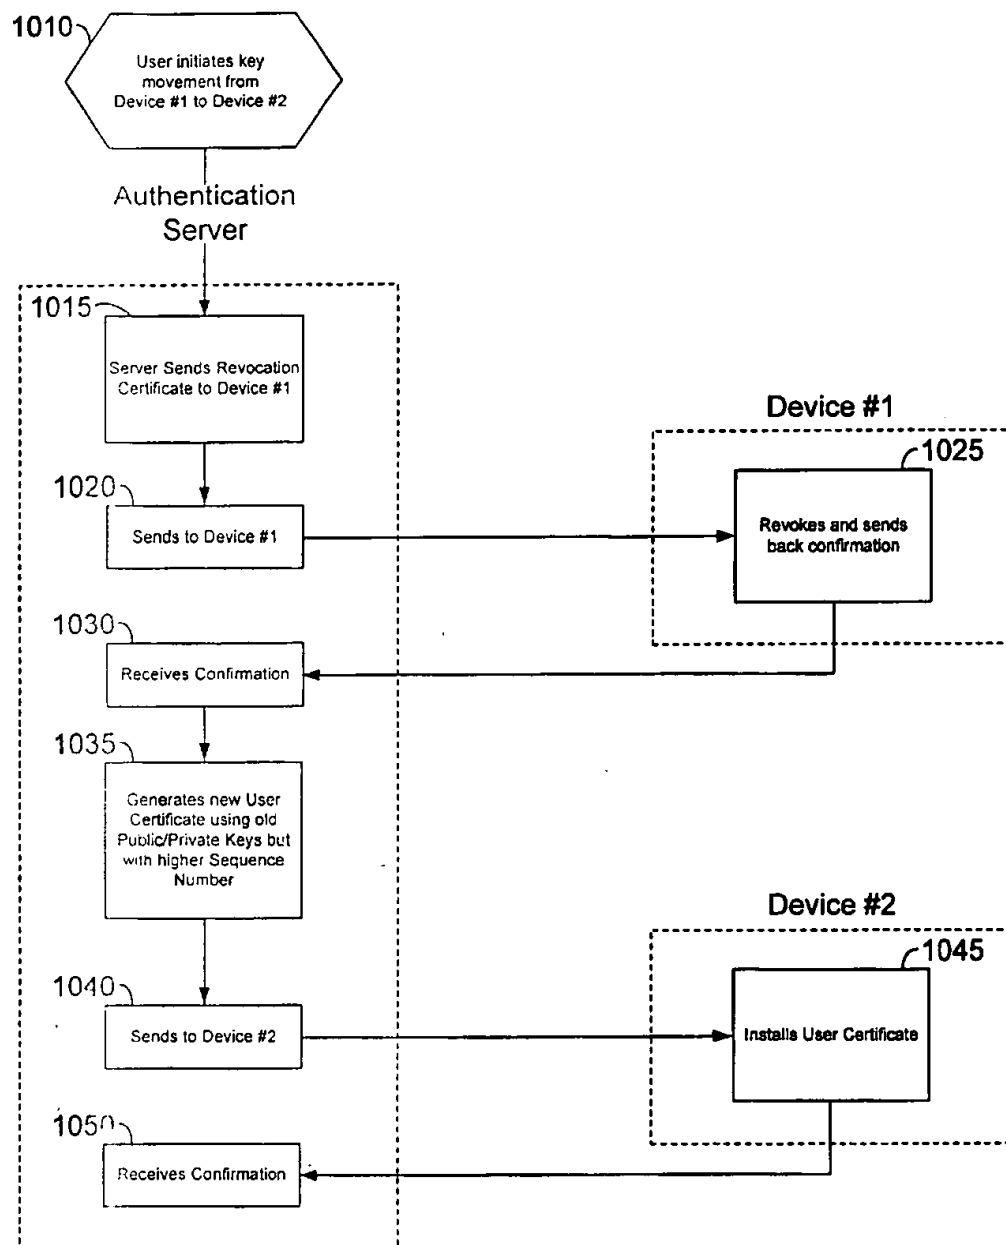 1010
User initiates key
movement from
Device #1 to Device #2
Authentication
Server
1015
Server Sends Revocation
Certificate to Device #1
Device #1
1025
Revokes and sends
back confirmation
1020
Sends to Device #1
1030
Receives Confirmation
1035
Generates new User
Certificate using old
Public/Private Keys but
with higher Sequence
Number
Device #2
1045
Installs User Certificate
1040
Sends to Device #2
1050
Receives Confirmation